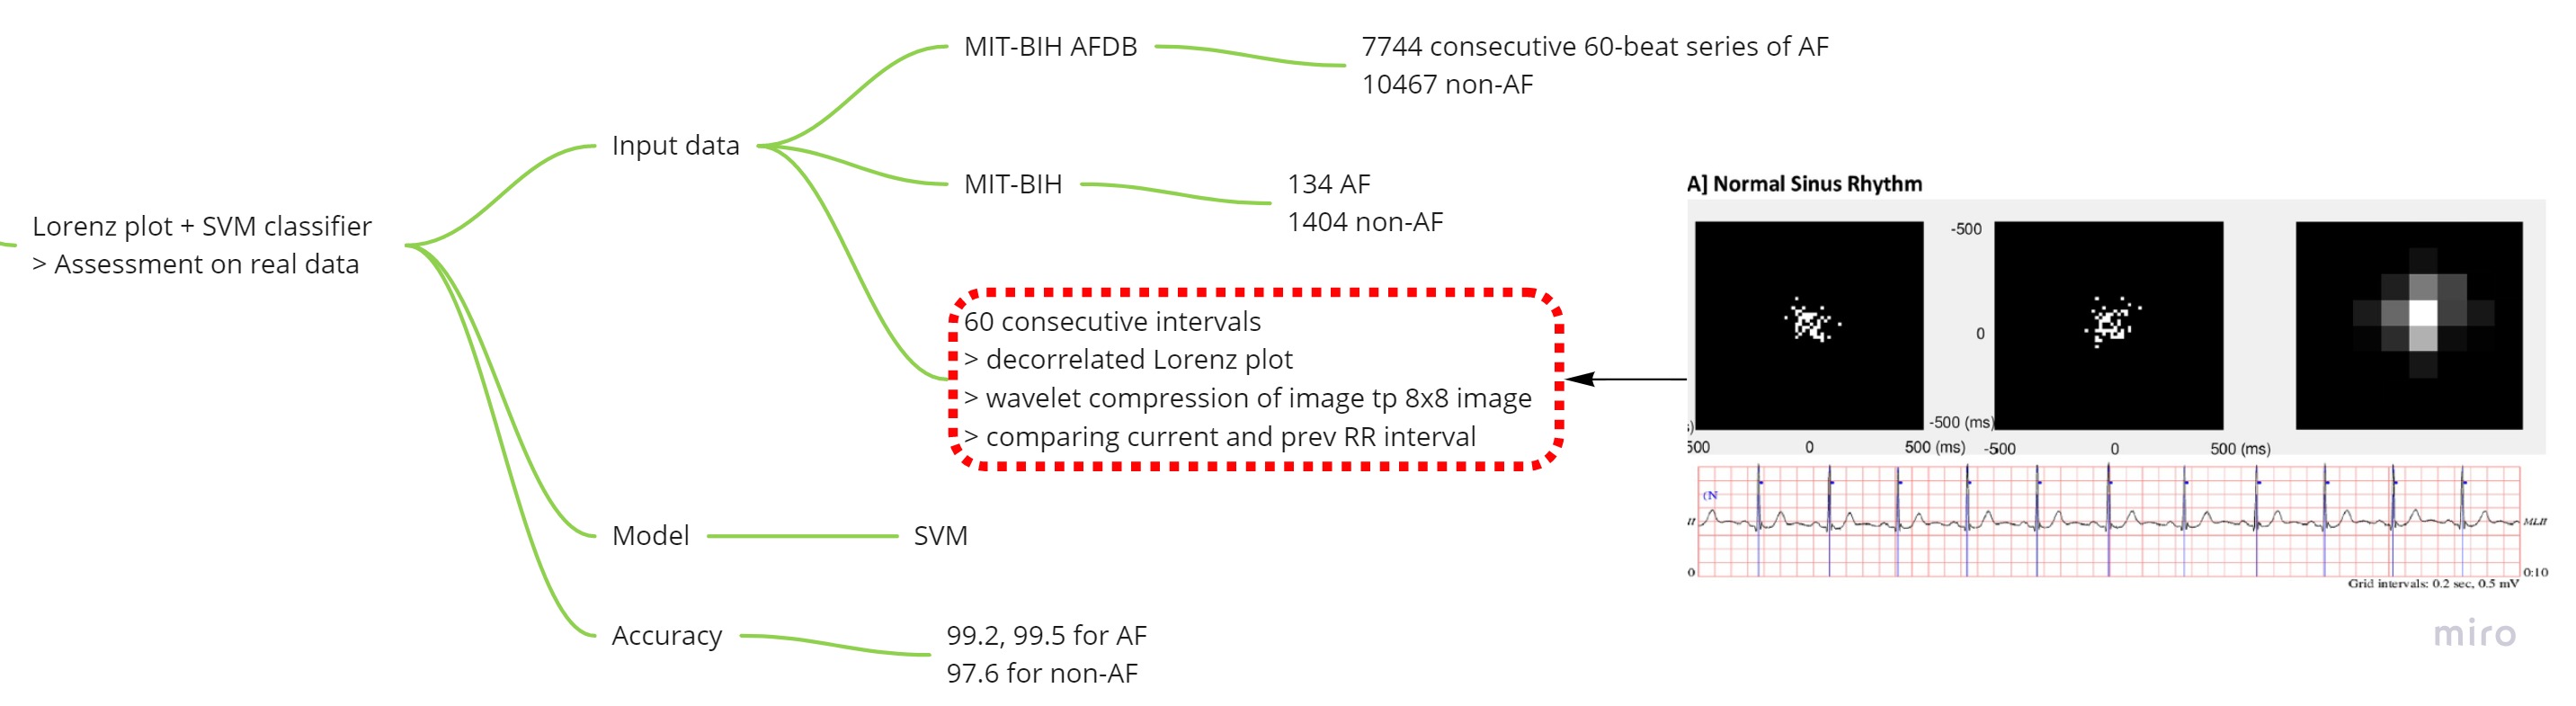 Lorenz plot + SVM classifier
> Assessment on real data
Input data
MIT-BIH AFDB
7744 consecutive 60-beat series of AF
10467 non-AF
MIT-BIH
134 AF
1404 non-AF
60 consecutive intervals
> decorrelated Lorenz plot
> wavelet compression of image tp 8x8 image
> comparing current and prev RR interval
Model
SVM
Accuracy
99.2, 99.5 for AF
97.6 for non-AF
A] Normal Sinus Rhythm
-500
0
-500 (ms)
s)
500 0 500 (ms) -500 0 500 (ms)
(N
II
MLII
0
0:10
Grid intervals: 0.2 sec, 0.5 mV
miro